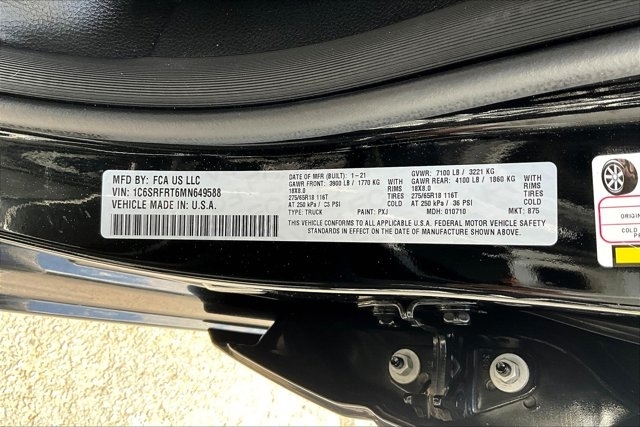 MFD BY: FCA US LLC
VIN: 1C6SRFRT6MN649588
VEHICLE MADE IN U.S.A.
DATE OF MFR (BUILT): 1-21
GAWR FRONT: 3900 LB / 1770 KG WITH
18X8.0 RIMS
275/65R18 116T TIRES
AT 250 kPa / 36 PSI COLD
TYPE: TRUCK PAINT: PXJ
GVWR: 7100 LB / 3221 KG
GAWR REAR: 4100 LB / 1860 KG WITH
18X8.0 RIMS
275/65R18 116T TIRES
AT 250 kPa / 36 PSI COLD
MDH: 010710 MKT: 875
THIS VEHICLE CONFORMS TO ALL APPLICABLE U.S.A. FEDERAL MOTOR VEHICLE SAFETY
STANDARDS IN EFFECT ON THE DATE OF MANUFACTURE SHOWN ABOVE.
COLD